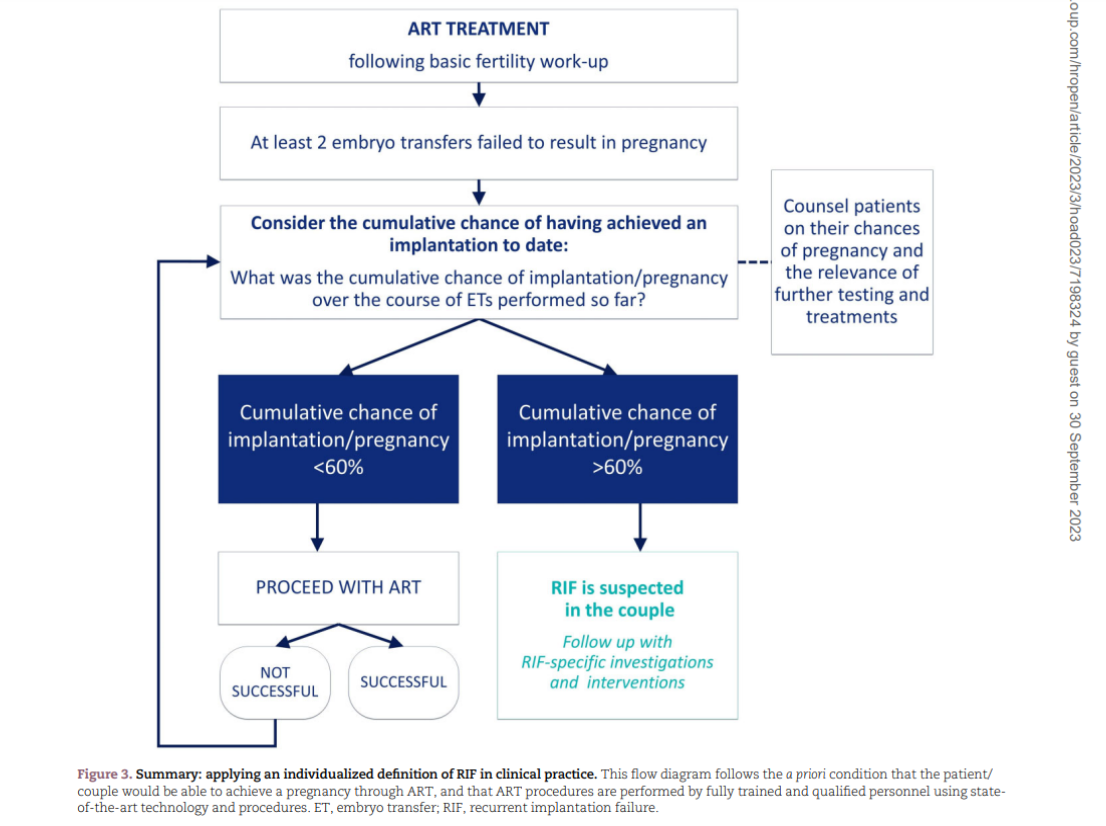 ART TREATMENT
following basic fertility work-up
At least 2 embryo transfers failed to result in pregnancy
Consider the cumulative chance of having achieved an
implantation to date:
What was the cumulative chance of implantation/pregnancy
over the course of ETs performed so far?
Counsel patients
on their chances
of pregnancy and
the relevance of
further testing and
treatments
Cumulative chance of
implantation/pregnancy
<60%
Cumulative chance of
implantation/pregnancy
>60%
PROCEED WITH ART
NOT
SUCCESSFUL
SUCCESSFUL
RIF is suspected
in the couple
Follow up with
RIF-specific investigations
and interventions
Figure 3. Summary: applying an individualized definition of RIF in clinical practice. This flow diagram follows the a priori condition that the patient/
couple would be able to achieve a pregnancy through ART, and that ART procedures are performed by fully trained and qualified personnel using state-
of-the-art technology and procedures. ET, embryo transfer; RIF, recurrent implantation failure.
.oup.com/hropen/article/2023/3/hoad023/7198324 by guest on 30 September 2023